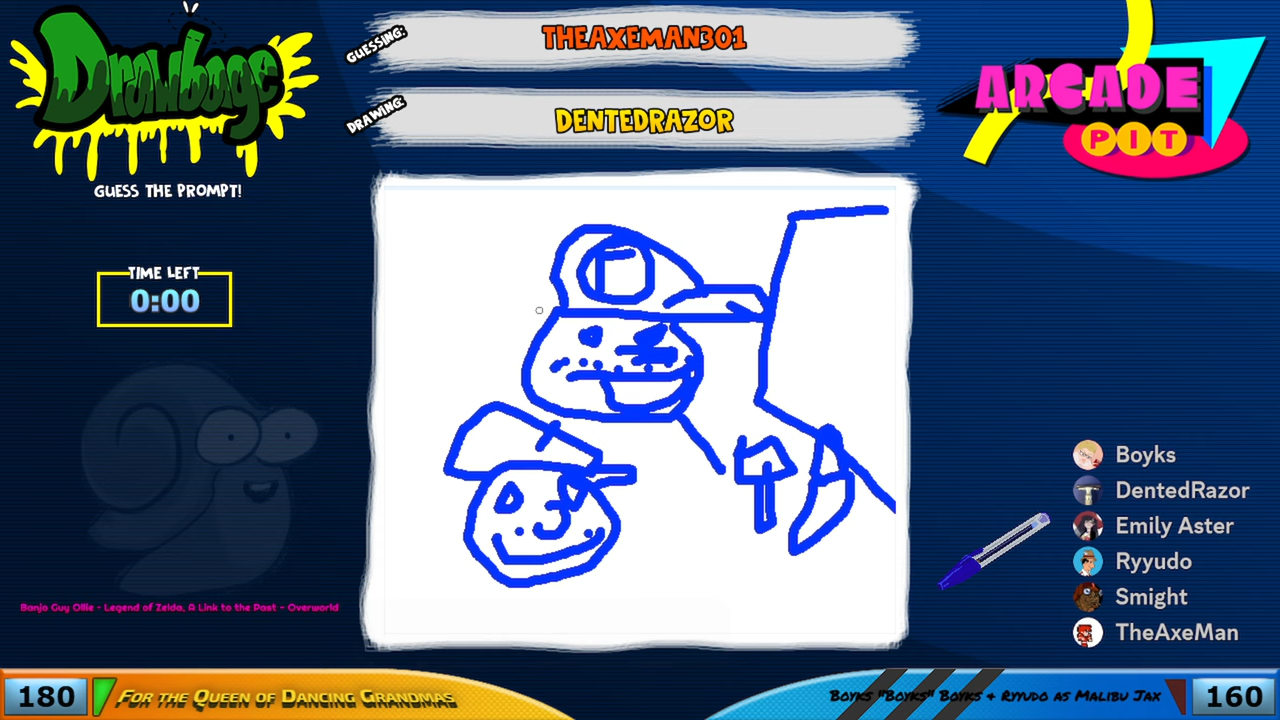 Drawbage
GUESS THE PROMPT!
GUESSING:
THEAXEMAN301
DRAWING:
DENTEDRAZOR
ARCADE
PIT
TIME LEFT
0:00
Banjo Guy Ollie - Legend of Zelda, A Link to the Past - Overworld
Boyks
DentedRazor
Emily Aster
Ryyudo
Smight
TheAxeMan
180
FOR THE QUEEN OF DANCING GRANDMAS
BOYKS "BOYKS" BOYKS & RYYUDO AS MALIBU JAX
160